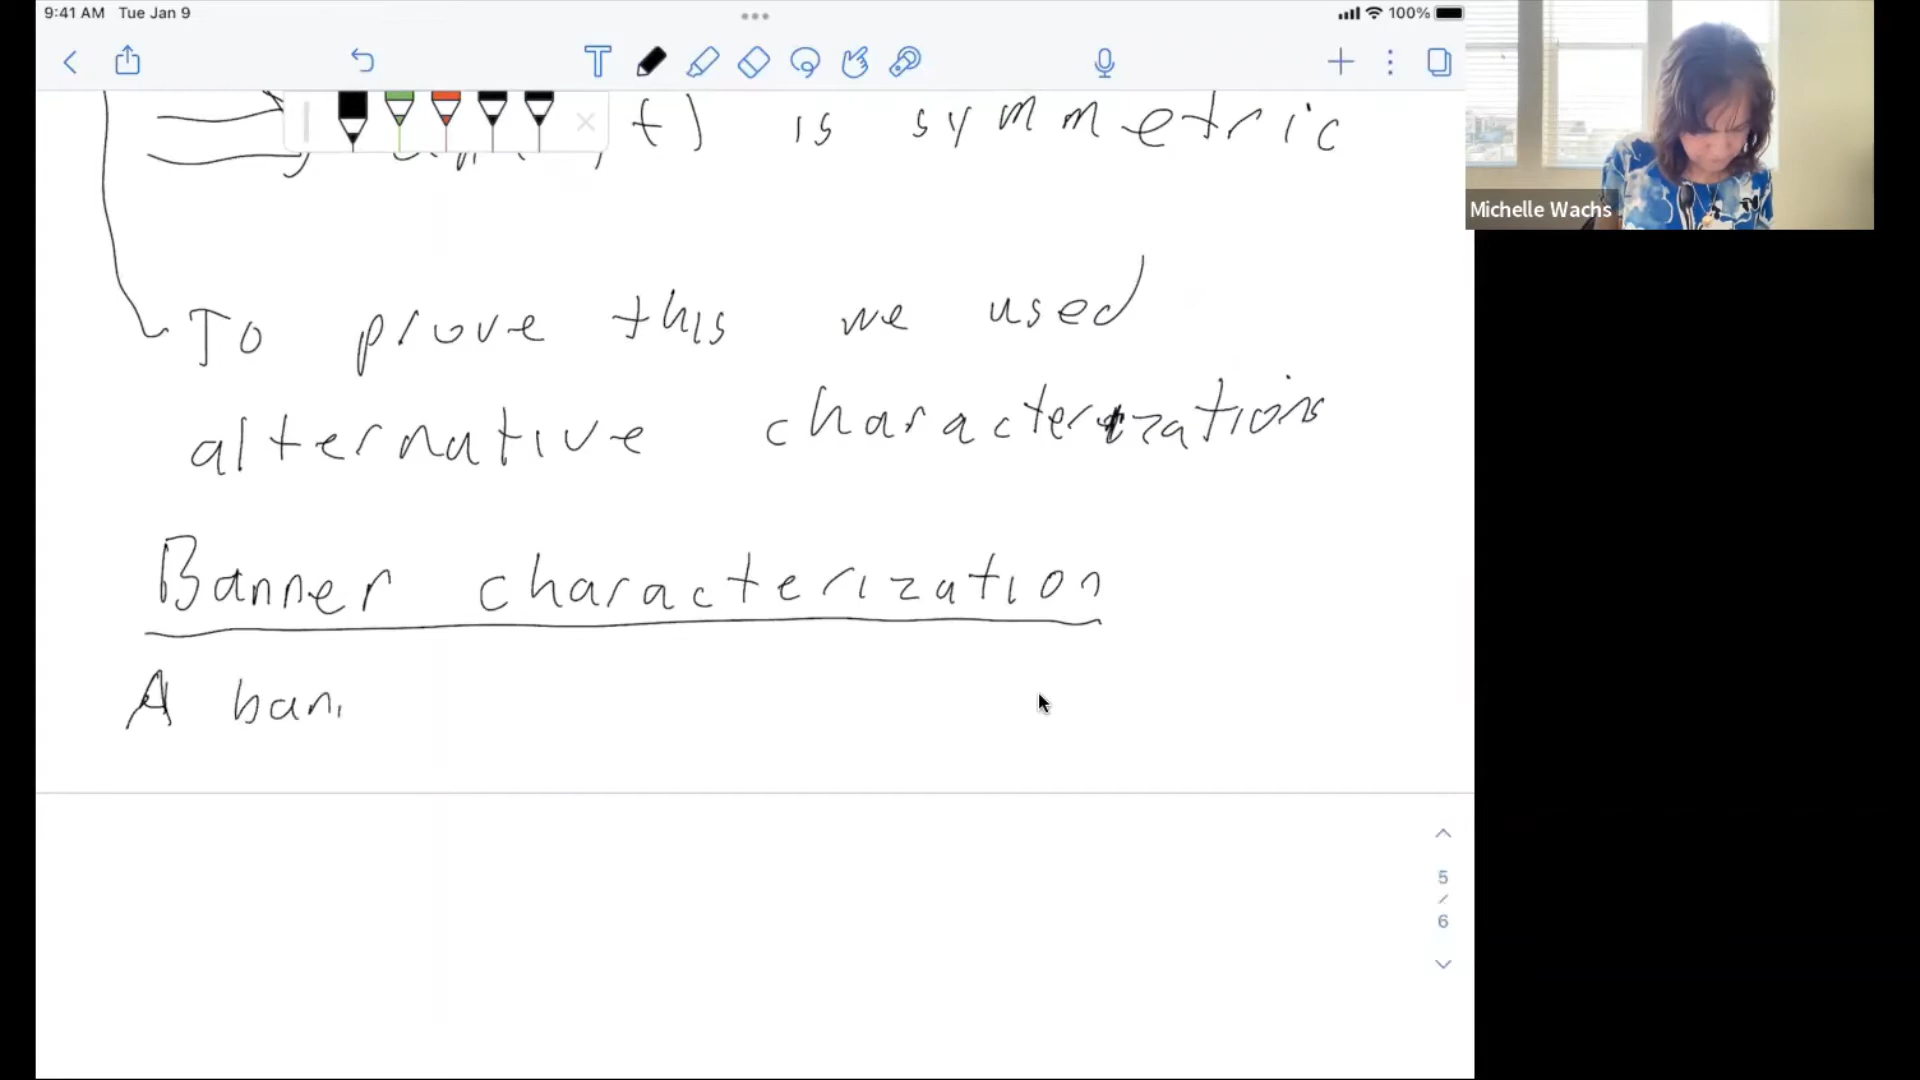 9:41 AM Tue Jan 9
100%
t) is symmetric
Michelle Wachs
To prove this we used
alternative characterizations
Banner characterization
A ban
5
/
6